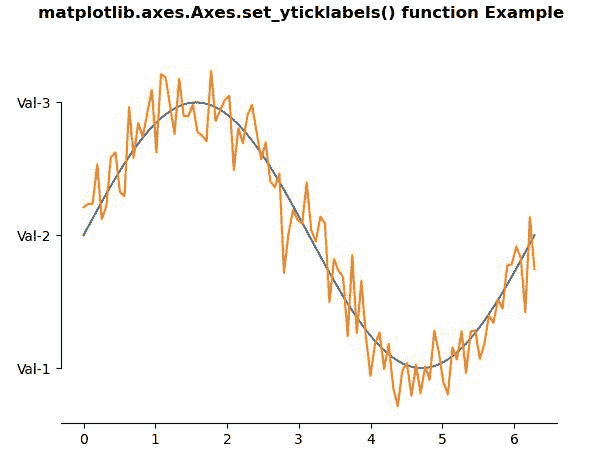 matplotlib.axes.Axes.set_yticklabels() function Example
Val-3
Val-2
Val-1
0 1 2 3 4 5 6